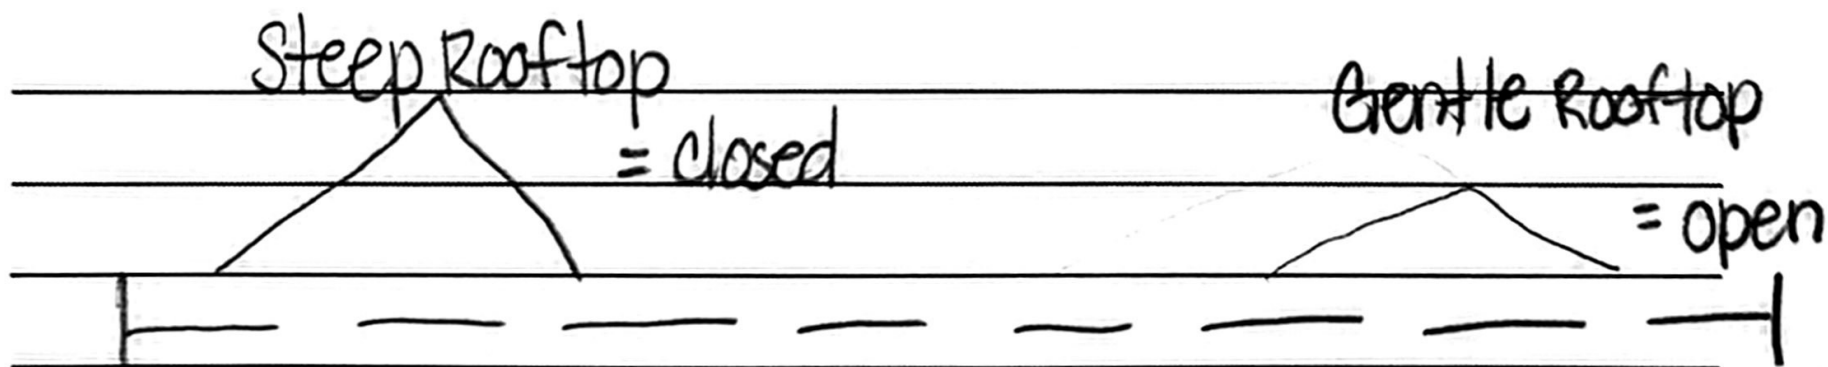 Steep Rooftop
= closed
Gentle Rooftop
= open